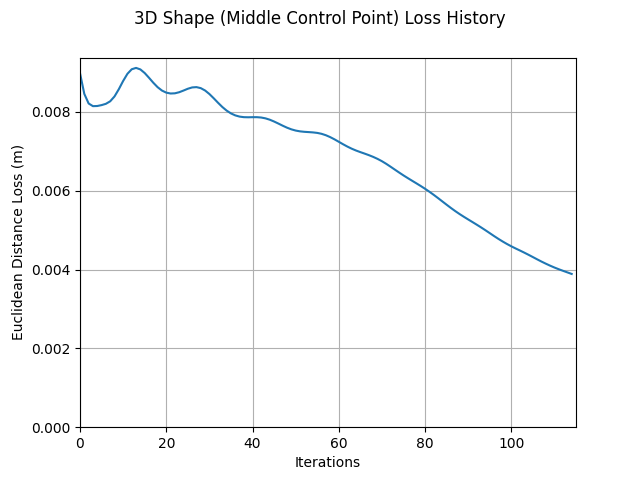 3D Shape (Middle Control Point) Loss History
Euclidean Distance Loss (m)
0.008
0.006
0.004
0.002
0.000
0 20 40 60 80 100
Iterations